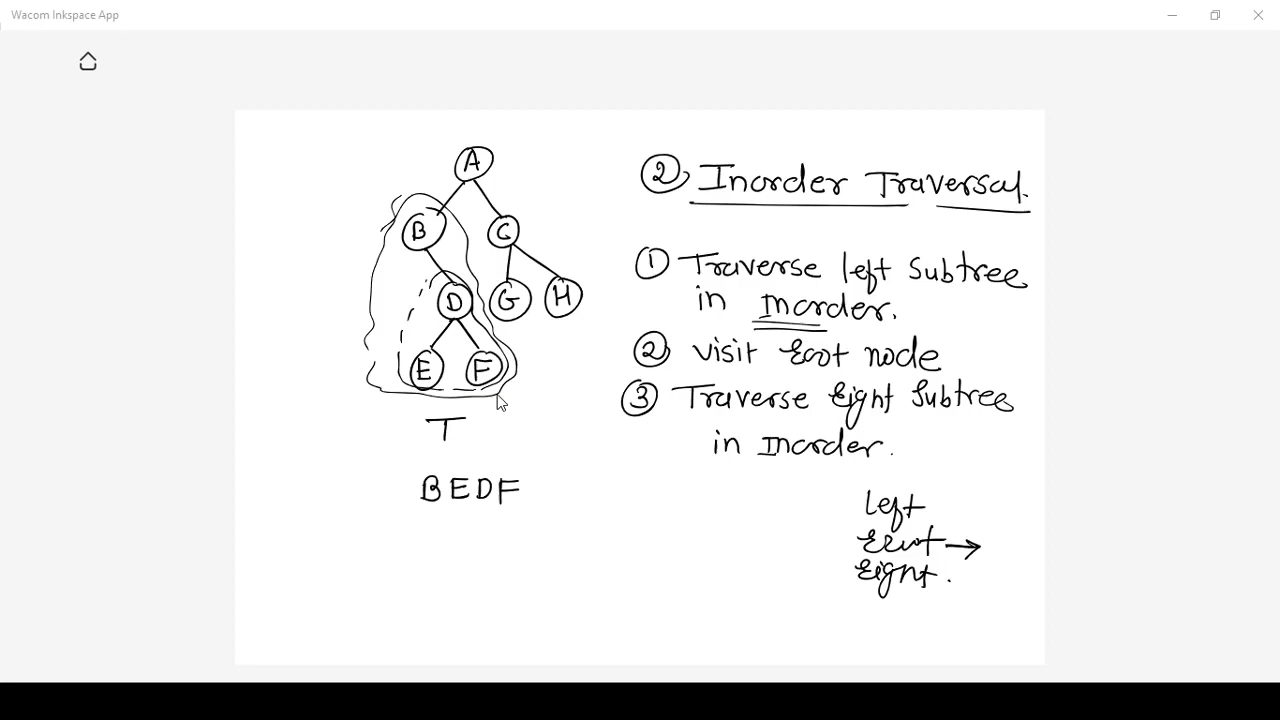 Wacom Inkspace App
A
B C
D G H
E F
T
B E D F
② Inorder Traversal.
① Traverse left subtree
in inorder.
② visit root node
③ Traverse right subtree
in inorder.
left
root →
right.